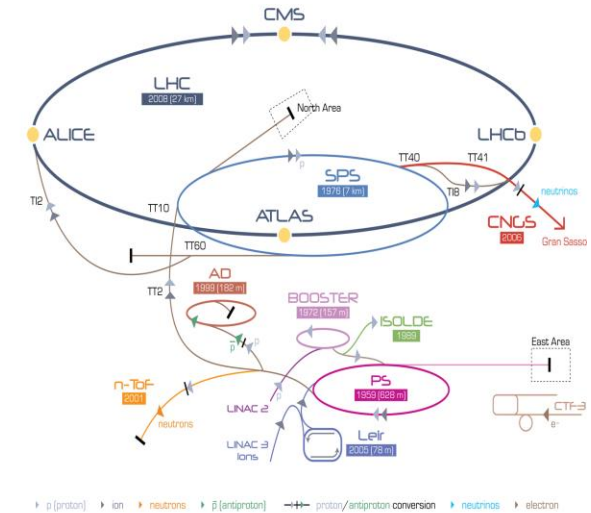 CMS
LHC
2008 (27 km)
North Area
ALICE
LHCb
TT40
TT41
SPS
1976 (7 km)
TI8
TI2
TT10
ATLAS
neutrinos
CNGS
2006
Gran Sasso
TT60
AD
1999 (182 m)
TT2
BOOSTER
1972 (157 m)
ISOLDE
1989
East Area
p
p̅
p
n-ToF
2001
PS
1959 (628 m)
p
LINAC 2
neutrons
CTF3
e-
LINAC 3
Ions
Leir
2005 (78 m)
p (proton) ion neutrons p̅ (antiproton) proton/antiproton conversion neutrinos electron